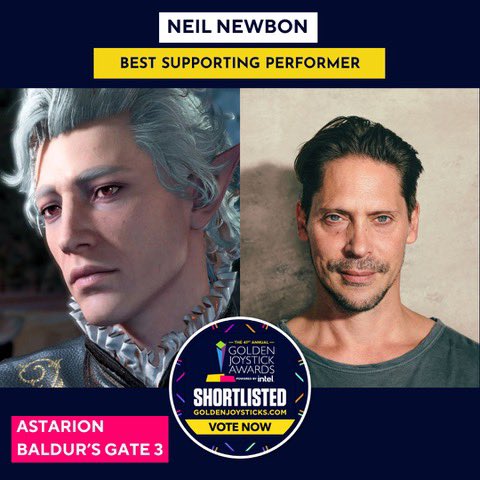 NEIL NEWBON
BEST SUPPORTING PERFORMER
THE 41ST ANNUAL
GOLDEN
JOYSTICK
AWARDS
POWERED BY intel
SHORTLISTED
GOLDENJOYSTICKS.COM
VOTE NOW
ASTARION
BALDUR'S GATE 3